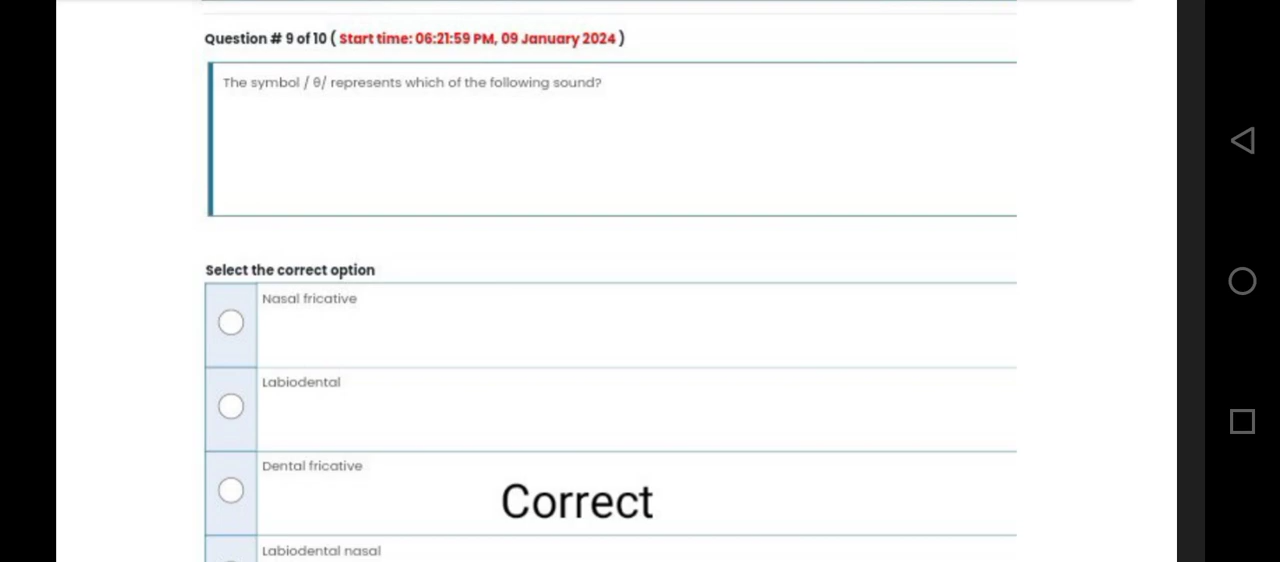 Question # 9 of 10 ( Start time: 06:21:59 PM, 09 January 2024 )
The symbol / θ/ represents which of the following sound?
Select the correct option
Nasal fricative
Labiodental
Dental fricative
Correct
Labiodental nasal